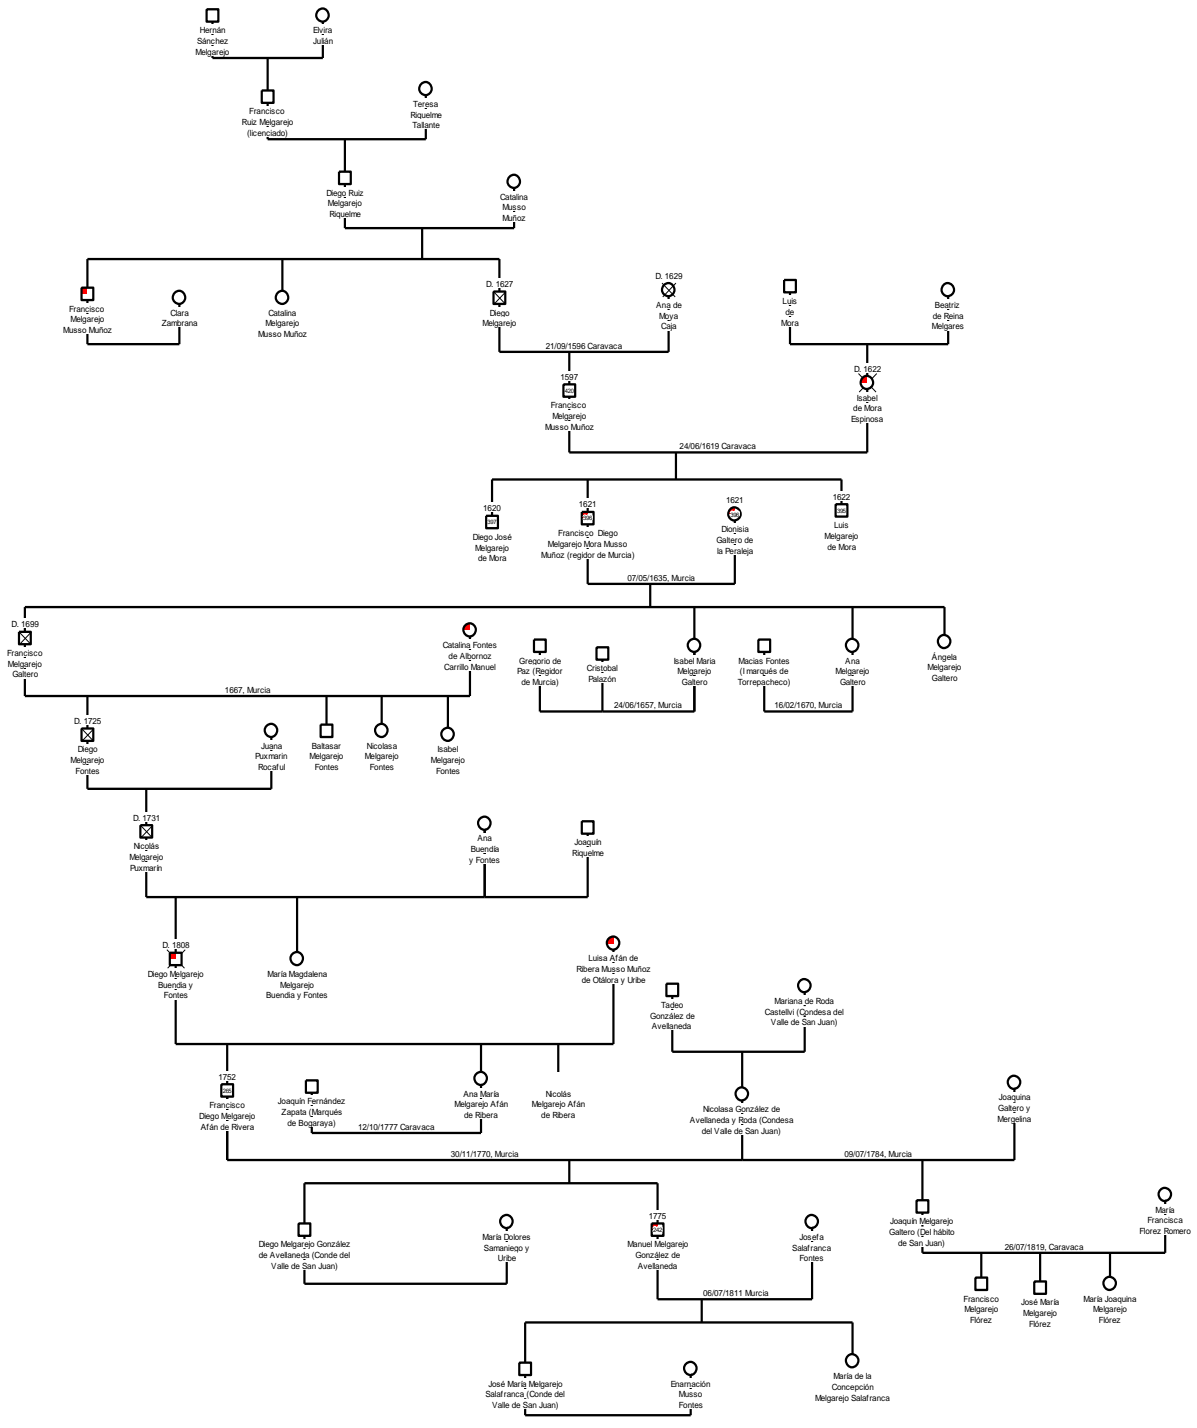 Hernán
Sánchez
Melgarejo
Elvira
Julián
Francisco
Ruiz Melgarejo
(licenciado)
Teresa
Riquelme
Tallante
Diego Ruiz
Melgarejo
Riquelme
Catalina
Musso
Muñoz
Francisco
Melgarejo
Musso Muñoz
Clara
Zambrana
Catalina
Melgarejo
Musso Muñoz
D. 1627
Diego
Melgarejo
D. 1629
Ana de
Moya
Caja
Luis
de
Mora
Beatriz
de Reina
Melgares
21/09/1596 Caravaca
1597
420
Francisco
Melgarejo
Musso Muñoz
D. 1622
Isabel
de Mora
Espinosa
24/06/1619 Caravaca
1620
397
Diego José
Melgarejo
de Mora
1621
396
Francisco Diego
Melgarejo Mora Musso
Muñoz (regidor de Murcia)
1621
396
Dionisia
Galtero de
la Peraleja
1622
395
Luis
Melgarejo
de Mora
07/05/1635, Murcia
D. 1699
Francisco
Melgarejo
Galtero
Catalina Fontes
de Albornoz
Carrillo Manuel
Gregorio de
Paz (Regidor
de Murcia)
Cristobal
Palazón
Isabel Maria
Melgarejo
Galtero
Macias Fontes
(I marqués de
Torrepacheco)
Ana
Melgarejo
Galtero
Ángela
Melgarejo
Galtero
1667, Murcia
24/06/1657, Murcia
16/02/1670, Murcia
D. 1725
Diego
Melgarejo
Fontes
Juana
Puxmarin
Rocaful
Baltasar
Melgarejo
Fontes
Nicolasa
Melgarejo
Fontes
Isabel
Melgarejo
Fontes
D. 1731
Nicolás
Melgarejo
Puxmarín
Ana
Buendía
y Fontes
Joaquín
Riquelme
D. 1808
Diego Melgarejo
Buendia y
Fontes
María Magdalena
Melgarejo
Buendia y Fontes
Luisa Afán de
Ribera Musso Muñoz
de Otálora y Uribe
Tadeo
González de
Avellaneda
Mariana de Roda
Castellvi (Condesa del
Valle de San Juan)
1752
265
Francisco
Diego Melgarejo
Afán de Rivera
Joaquín Fernández
Zapata (Marqués
de Bogaraya)
Ana María
Melgarejo Afán
de Ribera
Nicolás
Melgarejo Afán
de Ribera
Nicolasa González de
Avellaneda y Roda (Condesa
del Valle de San Juan)
Joaquina
Galtero y
Mergelina
12/10/1777 Caravaca
30/11/1770, Murcia
09/07/1784, Murcia
Diego Melgarejo González
de Avellaneda (Conde del
Valle de San Juan)
María Dolores
Samaniego y
Uribe
1775
242
Manuel Melgarejo
González de
Avellaneda
Josefa
Salafranca
Fontes
Joaquín Melgarejo
Galtero (Del hábito
de San Juan)
María
Francisca
Florez Romero
26/07/1819, Caravaca
Francisco
Melgarejo
Flórez
José María
Melgarejo
Flórez
María Joaquina
Melgarejo
Flórez
06/07/1811 Murcia
José María Melgarejo
Salafranca (Conde del
Valle de San Juan)
Enarnación
Musso
Fontes
María de la
Concepción
Melgarejo Salafranca